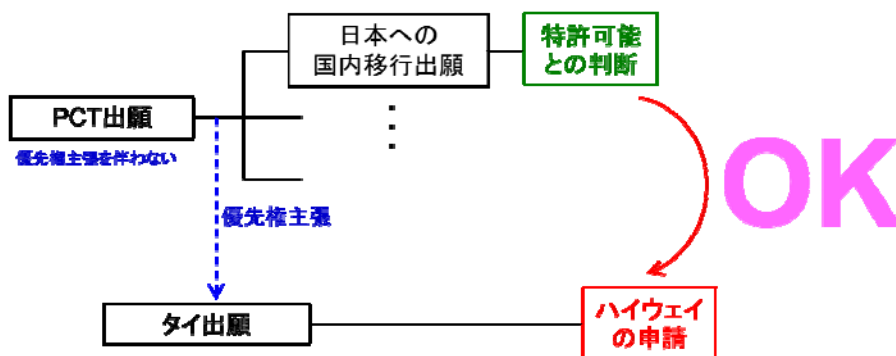 日本への
国内移行出願
特許可能
との判断
PCT出願
優先権主張を伴わない
OK
優先権主張
タイ出願
ハイウェイ
の申請